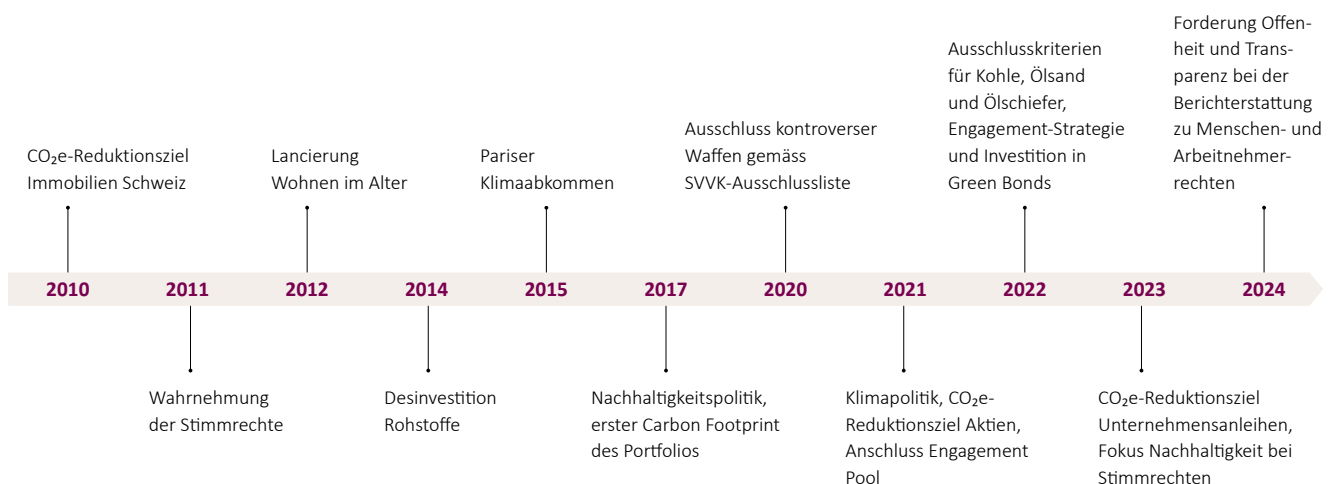 CO₂e-Reduktionsziel
Immobilien Schweiz
Lancierung
Wohnen im Alter
Pariser
Klimaabkommen
Ausschluss kontroverser
Waffen gemäss
SVVK-Ausschlussliste
Ausschlusskriterien
für Kohle, Ölsand
und Ölschiefer,
Engagement-Strategie
und Investition in
Green Bonds
Forderung Offen-
heit und Trans-
parenz bei der
Berichterstattung
zu Menschen- und
Arbeitnehmer-
rechten
2010 2011 2012 2014 2015 2017 2020 2021 2022 2023 2024
Wahrnehmung
der Stimmrechte
Desinvestition
Rohstoffe
Nachhaltigkeitspolitik,
erster Carbon Footprint
des Portfolios
Klimapolitik, CO₂e-
Reduktionsziel Aktien,
Anschluss Engagement
Pool
CO₂e-Reduktionsziel
Unternehmensanleihen,
Fokus Nachhaltigkeit bei
Stimmrechten